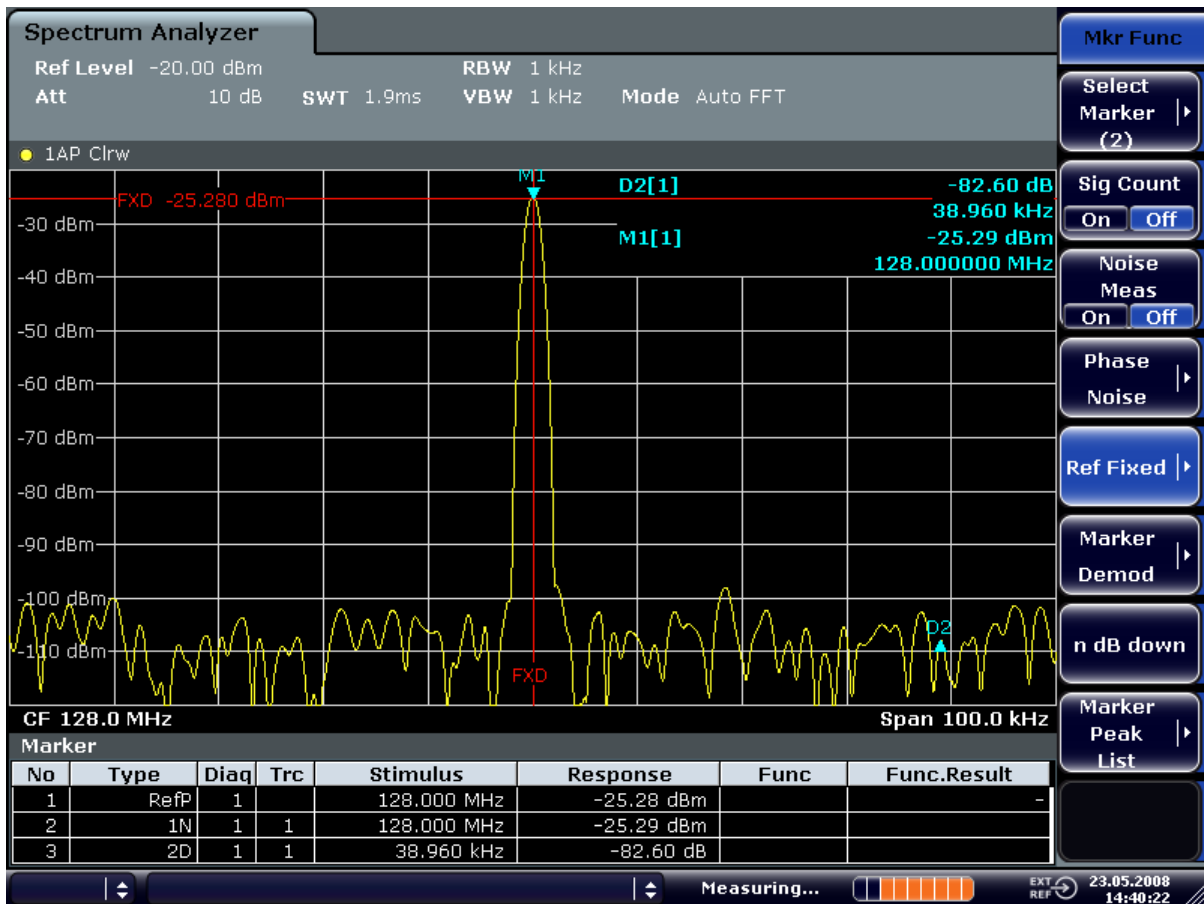 Spectrum Analyzer
Ref Level -20.00 dBm RBW 1 kHz
Att 10 dB SWT 1.9ms VBW 1 kHz Mode Auto FFT
1AP Clrw
M1
D2[1] -82.60 dB
38.960 kHz
M1[1] -25.29 dBm
128.000000 MHz
FXD -25.280 dBm
-30 dBm
-40 dBm
-50 dBm
-60 dBm
-70 dBm
-80 dBm
-90 dBm
-100 dBm
-110 dBm
D2
FXD
CF 128.0 MHz Span 100.0 kHz
Marker
No Type Diaq Trc Stimulus Response Func Func.Result
1 RefP 1 128.000 MHz -25.28 dBm -
2 1N 1 1 128.000 MHz -25.29 dBm
3 2D 1 1 38.960 kHz -82.60 dB
Measuring... EXT REF 23.05.2008
14:40:22
Mkr Func
Select
Marker
(2)
Sig Count
On Off
Noise
Meas
On Off
Phase
Noise
Ref Fixed
Marker
Demod
n dB down
Marker
Peak
List